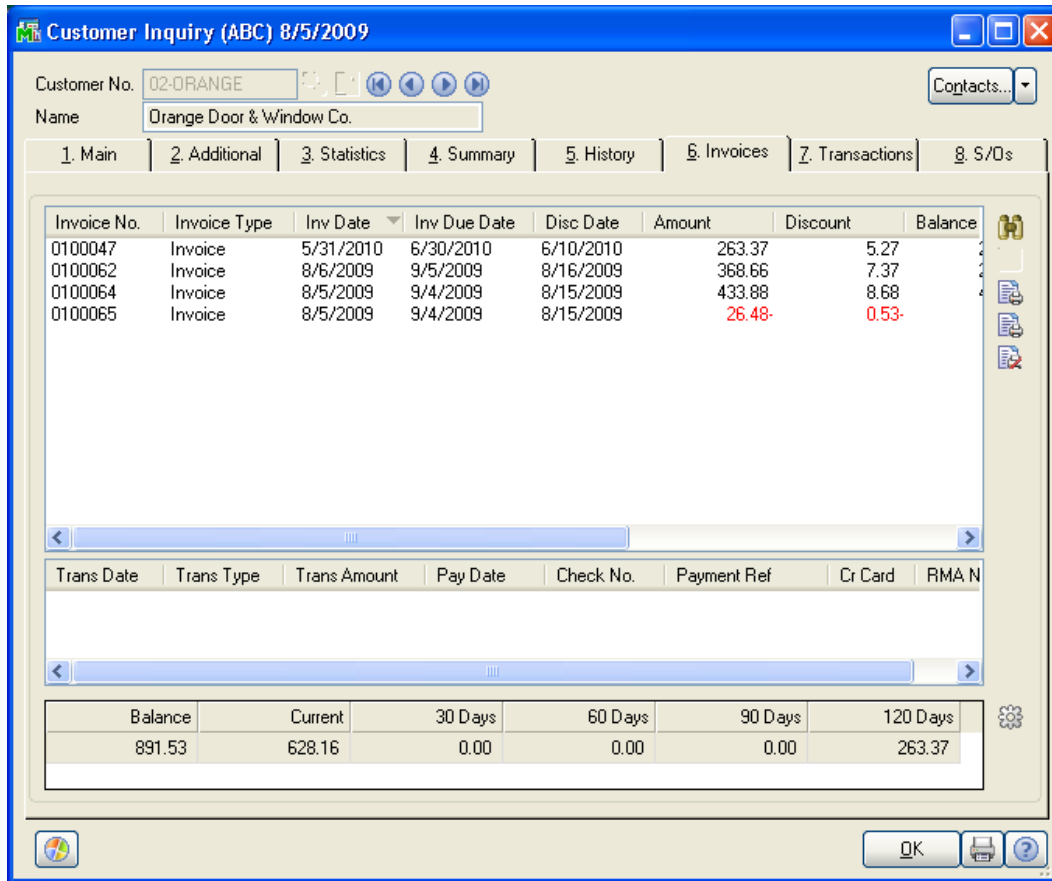 Customer Inquiry (ABC) 8/5/2009
Customer No. 02-ORANGE Contacts...
Name Orange Door & Window Co.
1. Main 2. Additional 3. Statistics 4. Summary 5. History 6. Invoices 7. Transactions 8. S/Os
Invoice No. Invoice Type Inv Date Inv Due Date Disc Date Amount Discount Balance
0100047 Invoice 5/31/2010 6/30/2010 6/10/2010 263.37 5.27
0100062 Invoice 8/6/2009 9/5/2009 8/16/2009 368.66 7.37
0100064 Invoice 8/5/2009 9/4/2009 8/15/2009 433.88 8.68
0100065 Invoice 8/5/2009 9/4/2009 8/15/2009 26.48- 0.53-
Trans Date Trans Type Trans Amount Pay Date Check No. Payment Ref Cr Card RMA N
Balance Current 30 Days 60 Days 90 Days 120 Days
891.53 628.16 0.00 0.00 0.00 263.37
OK